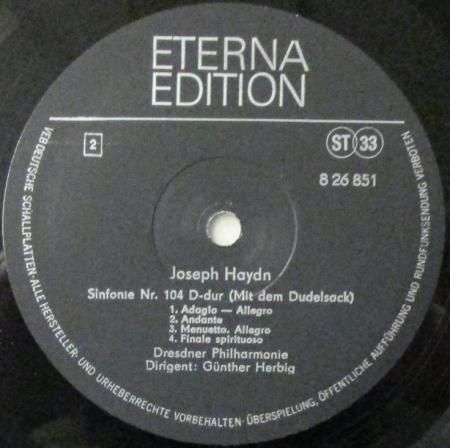 ETERNA
EDITION
2
ST 33
8 26 851
Joseph Haydn
Sinfonie Nr. 104 D-dur (Mit dem Dudelsack)
1. Adagio — Allegro
2. Andante
3. Menuetto. Allegro
4. Finale spirituoso
Dresdner Philharmonie
Dirigent: Günther Herbig
VEB DEUTSCHE SCHALLPLATTEN · ALLE HERSTELLER- UND URHEBERRECHTE VORBEHALTEN · ÜBERSPIELUNG, ÖFFENTLICHE AUFFÜHRUNG UND RUNDFUNKSENDUNG VERBOTEN